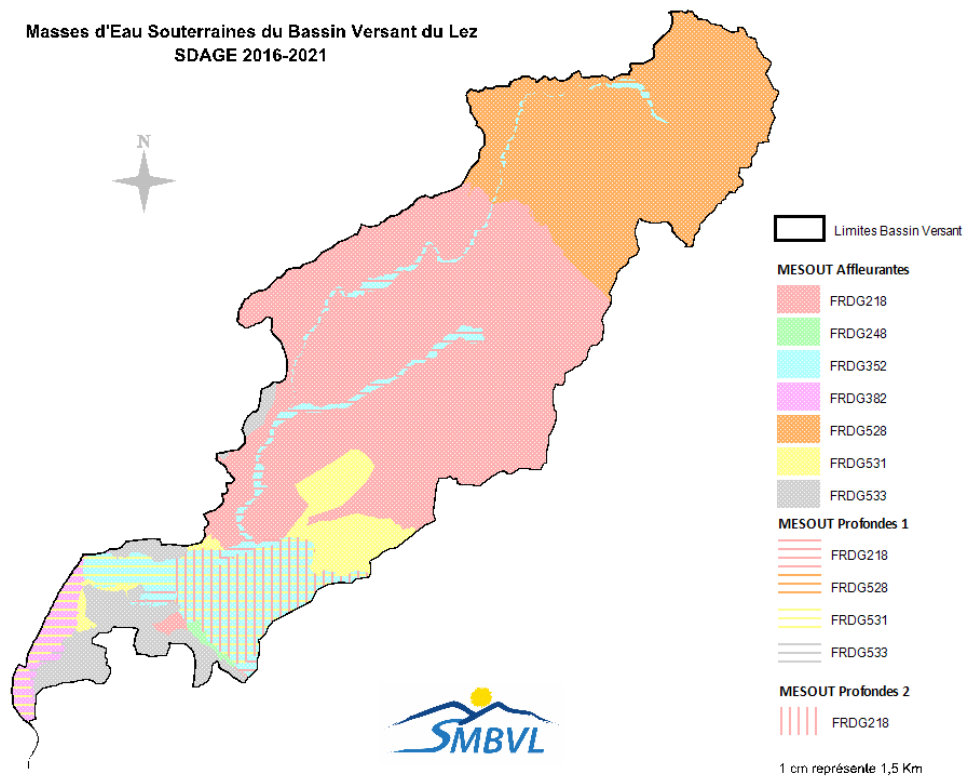 Masses d'Eau Souterraines du Bassin Versant du Lez
SDAGE 2016-2021
N
Limites Bassin Versant
MESOUT Affleurantes
FRDG218
FRDG248
FRDG352
FRDG382
FRDG528
FRDG531
FRDG533
MESOUT Profondes 1
FRDG218
FRDG528
FRDG531
FRDG533
MESOUT Profondes 2
FRDG218
SMBVL
1 cm représente 1,5 Km